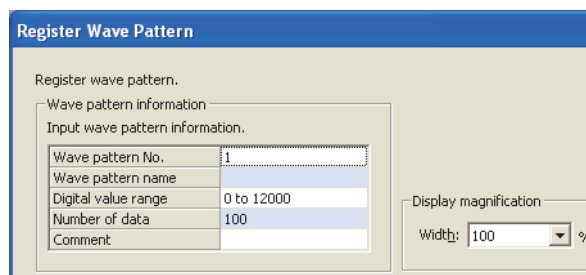 Register Wave Pattern
Register wave pattern.
Wave pattern information
Input wave pattern information.
Wave pattern No. 1
Wave pattern name
Digital value range 0 to 12000
Number of data 100
Comment
Display magnification
Width: 100 %